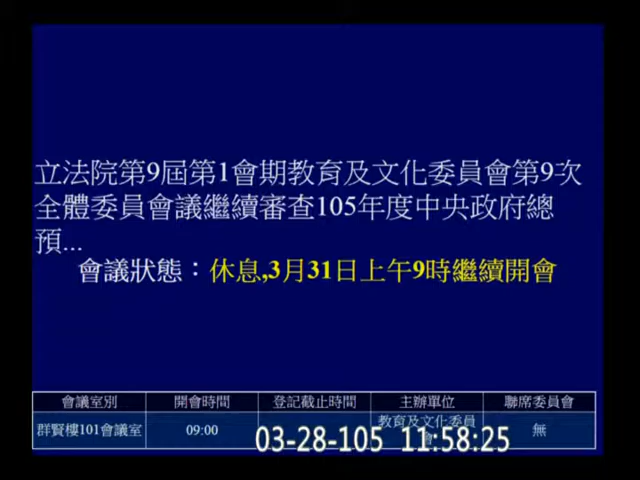 立法院第9屆第1會期教育及文化委員會第9次
全體委員會議繼續審查105年度中央政府總
預...
會議狀態：休息,3月31日上午9時繼續開會
會議室別 開會時間 登記截止時間 主辦單位 聯席委員會
群賢樓101會議室 09:00 教育及文化委員會 無
03-28-105 11:58:25